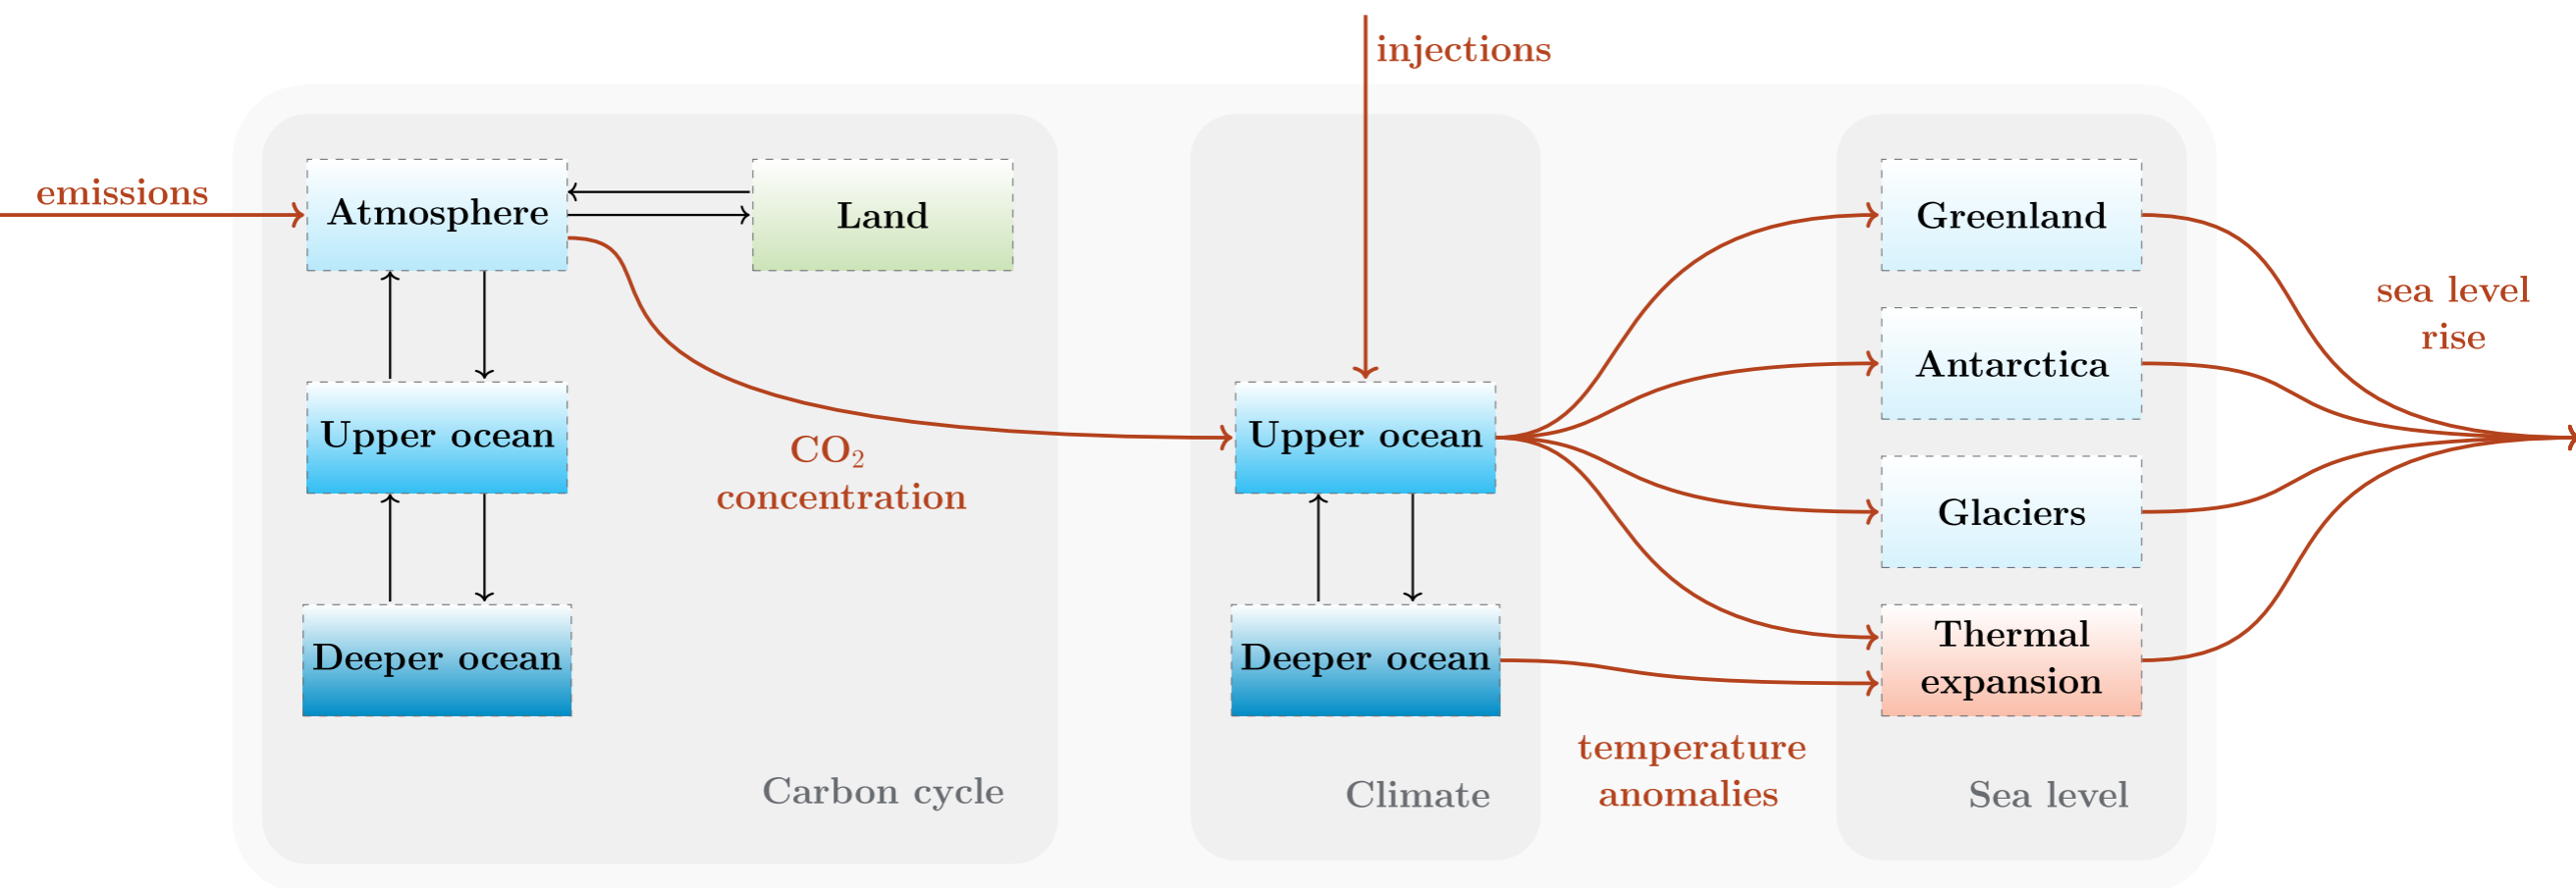 injections
emissions
Atmosphere
Land
Greenland
sea level
rise
Antarctica
Upper ocean
CO₂
concentration
Upper ocean
Glaciers
Deeper ocean
Deeper ocean
Thermal
expansion
temperature
anomalies
Carbon cycle
Climate
Sea level